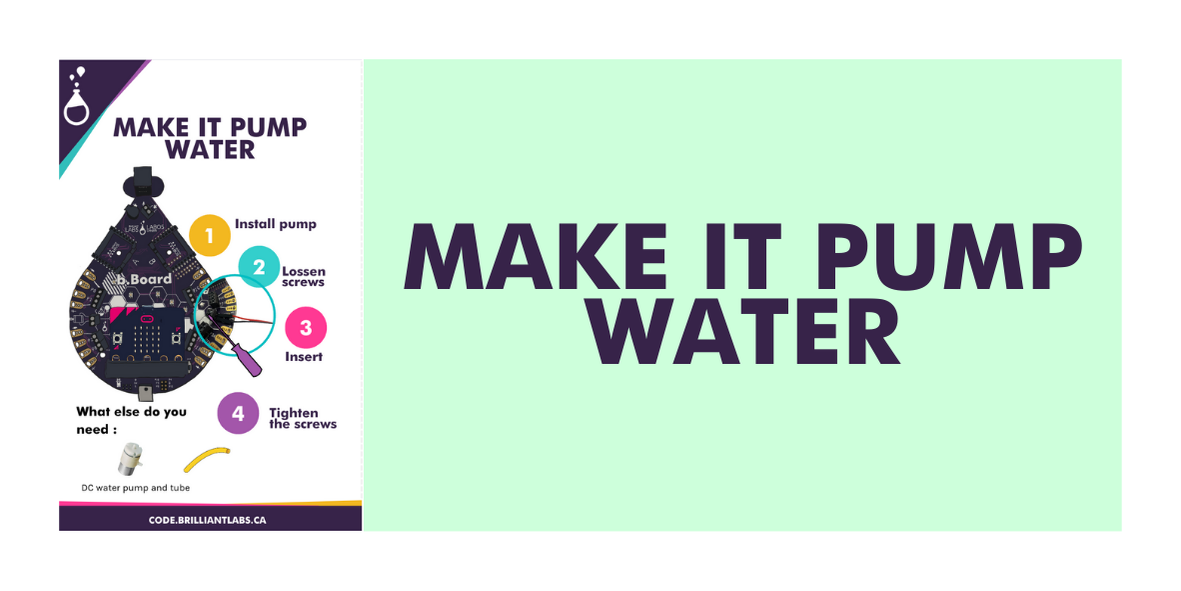 MAKE IT PUMP
WATER
1
Install pump
2
Lossen
screws
b.Board
3
Insert
4
Tighten
the screws
What else do you
need :
DC water pump and tube
CODE.BRILLIANTLABS.CA
MAKE IT PUMP
WATER